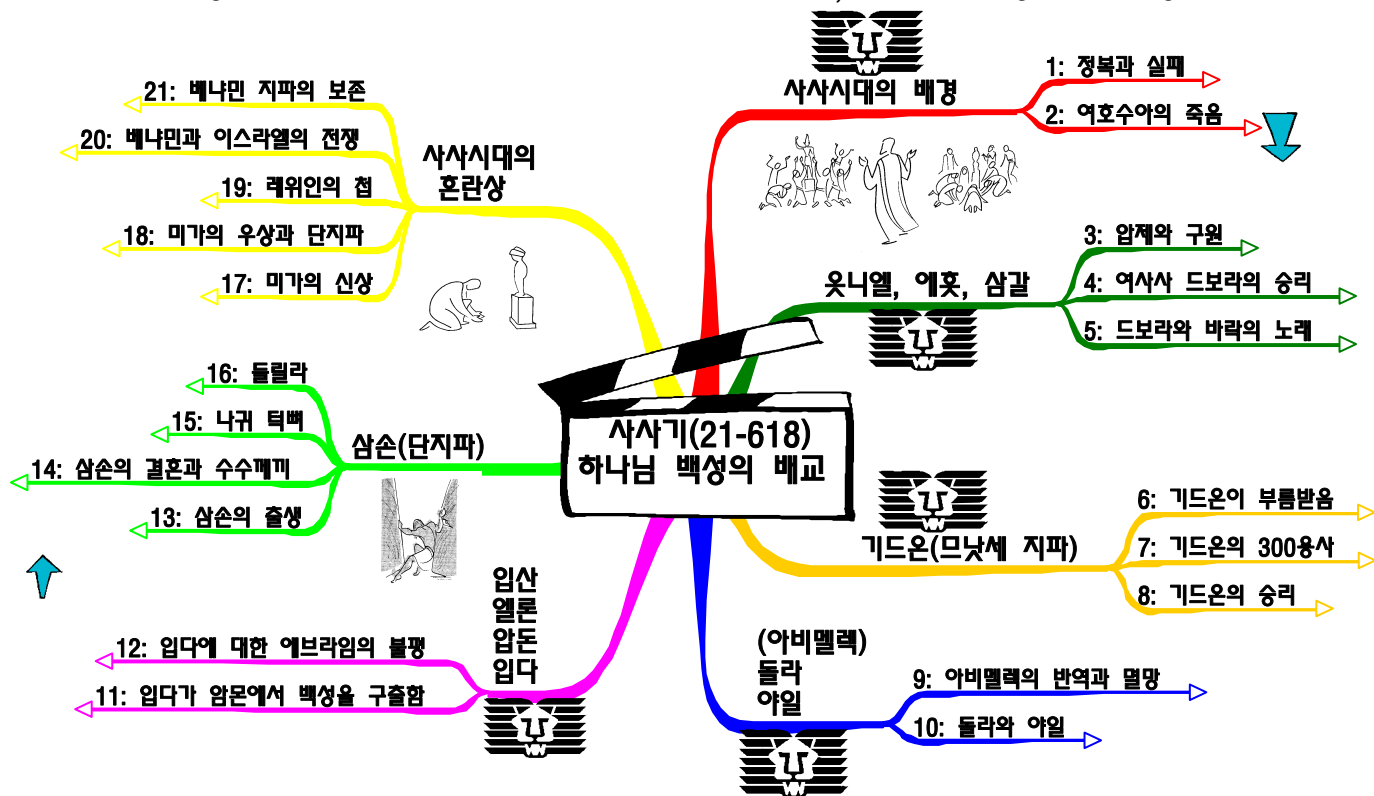 사사기(21-618)
하나님 백성의 배교
사사시대의 배경
1: 정복과 실패
2: 여호수아의 죽음
옷니엘, 에훗, 삼갈
3: 압제와 구원
4: 여사사 드보라의 승리
5: 드보라와 바락의 노래
기드온(므낫세 지파)
6: 기드온이 부름받음
7: 기드온의 300용사
8: 기드온의 승리
(아비멜렉)
돌라
야일
9: 아비멜렉의 반역과 멸망
10: 돌라와 야일
입산
엘론
압돈
입다
12: 입다에 대한 에브라임의 불평
11: 입다가 암몬에서 백성을 구출함
삼손(단지파)
16: 들릴라
15: 나귀 턱뼈
14: 삼손의 결혼과 수수께끼
13: 삼손의 출생
사사시대의
혼란상
21: 베냐민 지파의 보존
20: 베냐민과 이스라엘의 전쟁
19: 레위인의 첩
18: 미가의 우상과 단지파
17: 미가의 신상